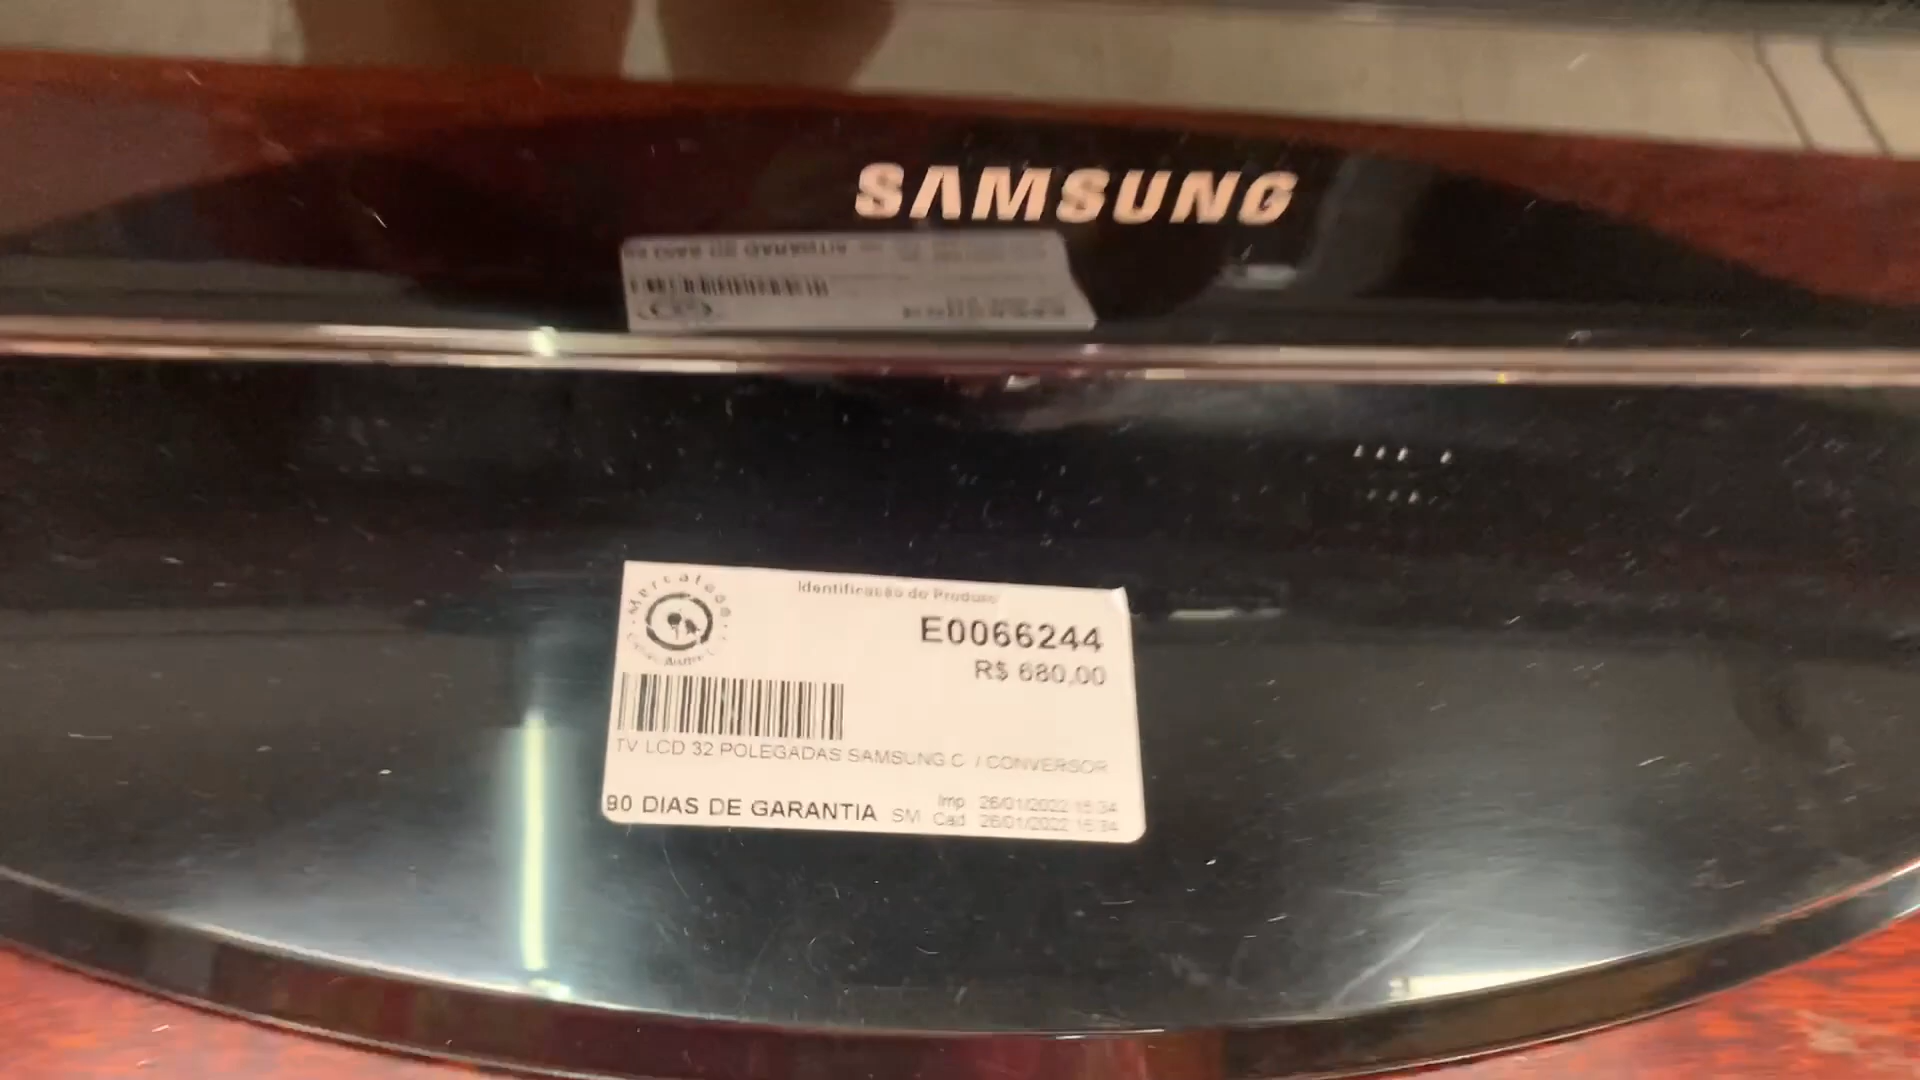 SAMSUNG
Identificação do Produto
E0066244
R$ 680,00
TV LCD 32 POLEGADAS SAMSUNG C / CONVERSOR
90 DIAS DE GARANTIA SM
Imp 26/01/2022 15:34
Cad 26/01/2022 15:34